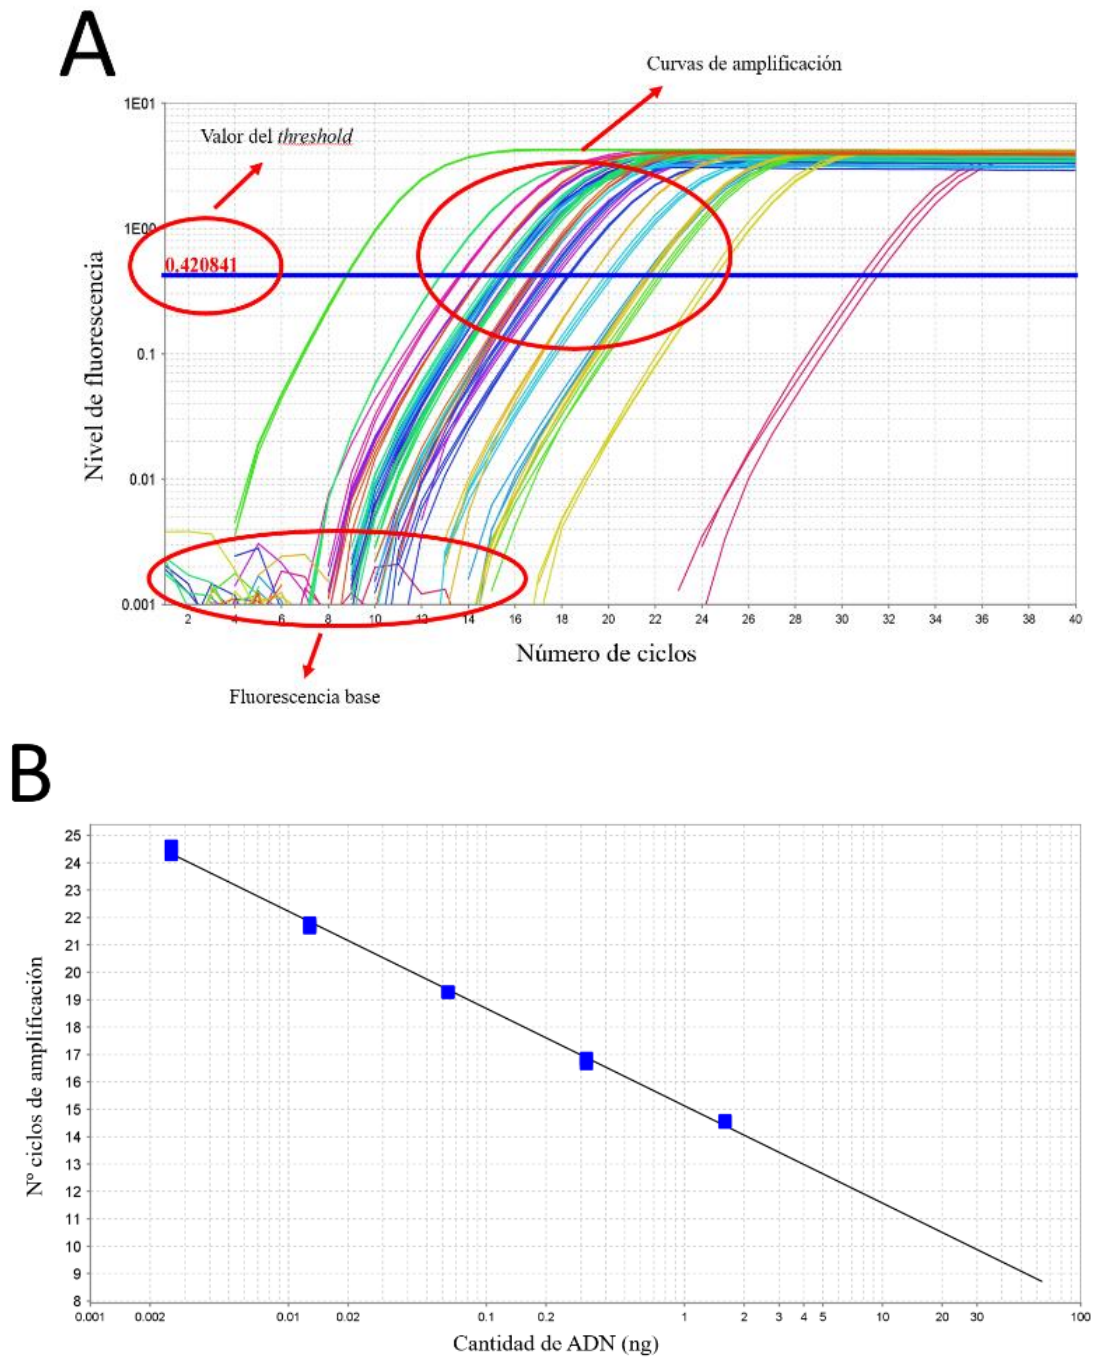 A
Curvas de amplificación
Valor del threshold
1E01
1E00
0.420841
0.1
0.01
0.001
Nivel de fluorescencia
2 4 6 8 10 12 14 16 18 20 22 24 26 28 30 32 34 36 38 40
Número de ciclos
Fluorescencia base
B
25
24
23
22
21
20
19
18
17
16
15
14
13
12
11
10
9
8
Nº ciclos de amplificación
0.001 0.002 0.01 0.02 0.1 0.2 1 2 3 4 5 10 20 30 100
Cantidad de ADN (ng)